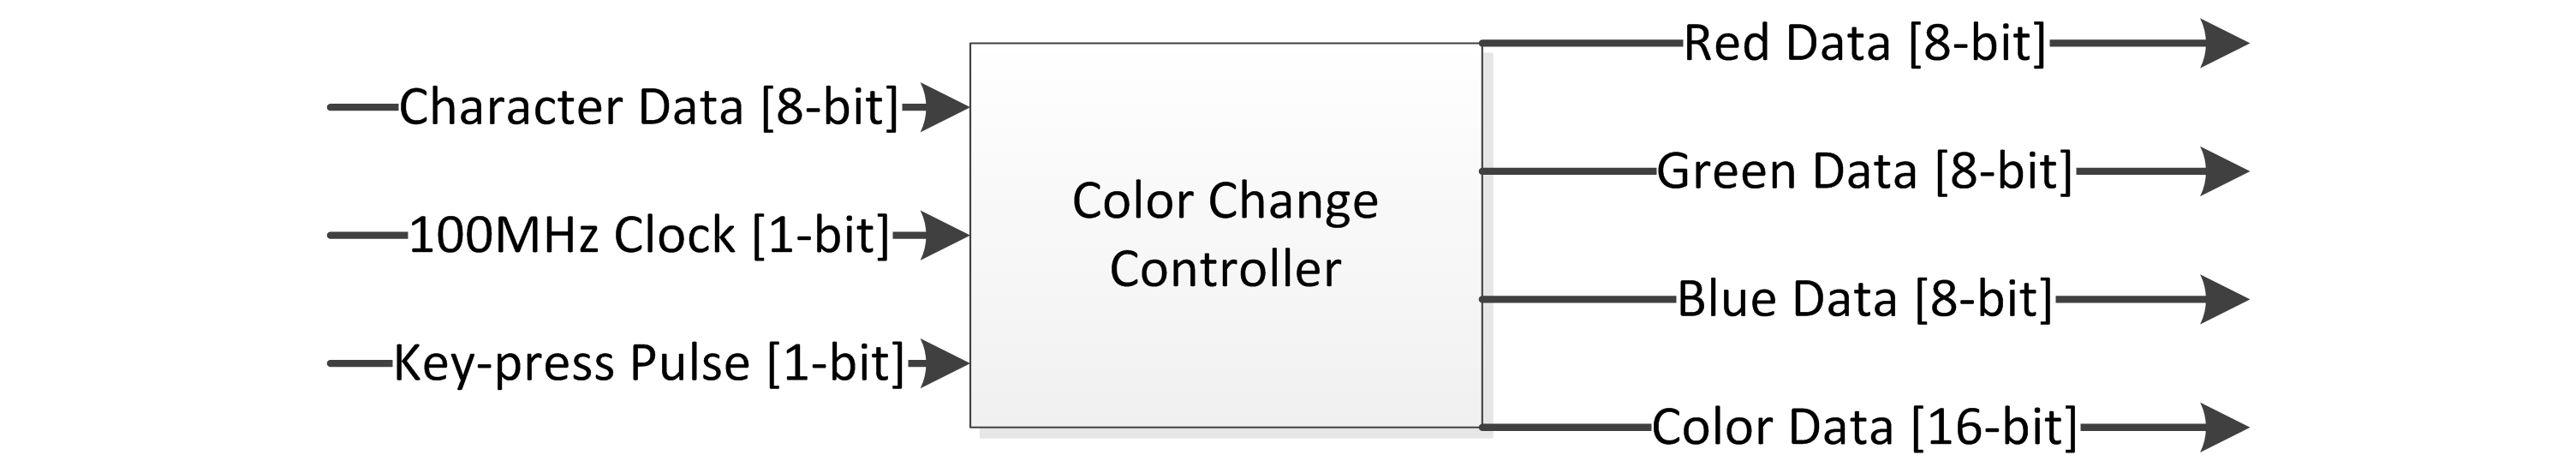 Character Data [8-bit]
100MHz Clock [1-bit]
Key-press Pulse [1-bit]
Color Change
Controller
Red Data [8-bit]
Green Data [8-bit]
Blue Data [8-bit]
Color Data [16-bit]